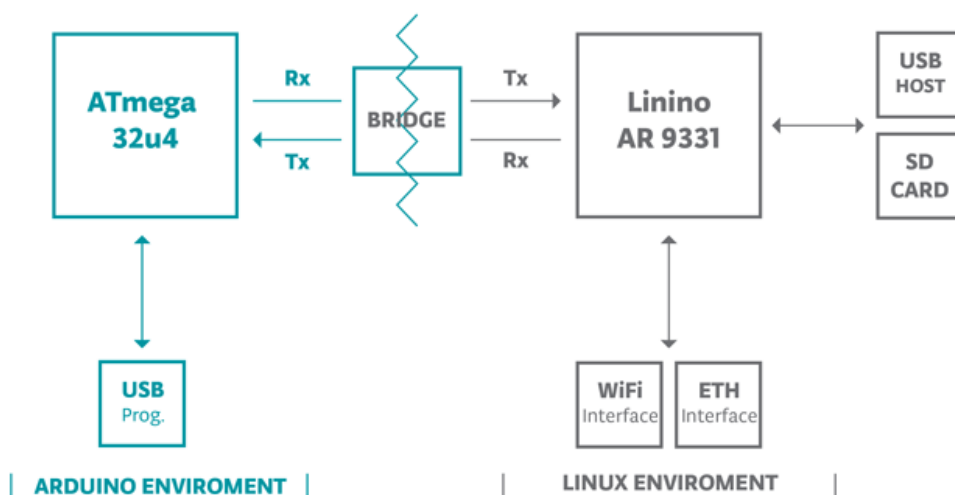 ATmega
32u4
Rx
Tx
BRIDGE
Tx
Rx
Linino
AR 9331
USB
HOST
SD
CARD
USB
Prog.
WiFi
Interface
ETH
Interface
ARDUINO ENVIROMENT
LINUX ENVIROMENT